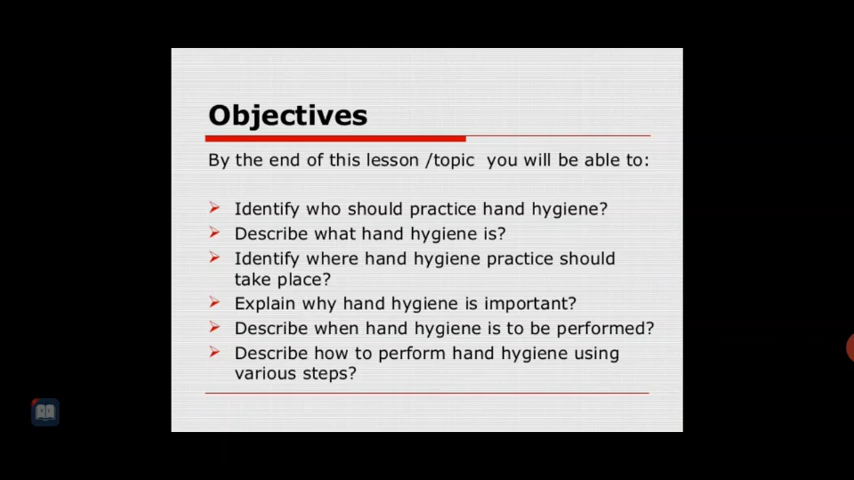 Objectives
By the end of this lesson /topic you will be able to:
Identify who should practice hand hygiene?
Describe what hand hygiene is?
Identify where hand hygiene practice should
take place?
Explain why hand hygiene is important?
Describe when hand hygiene is to be performed?
Describe how to perform hand hygiene using
various steps?